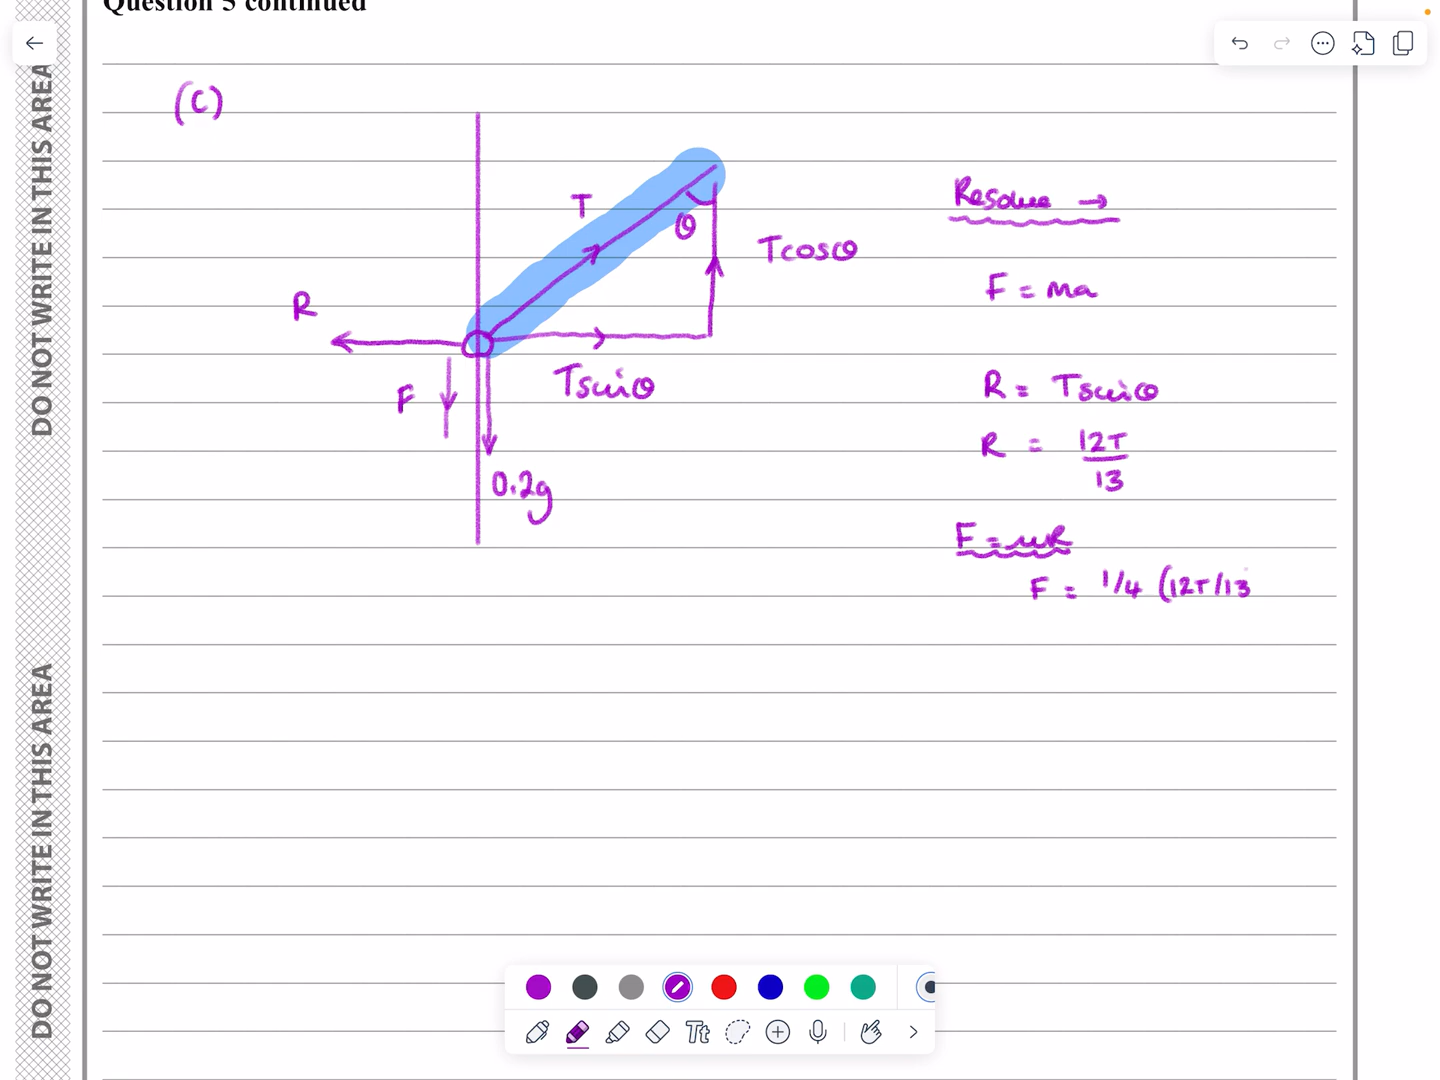 Question 5 continued
DO NOT WRITE IN THIS AREA
DO NOT WRITE IN THIS AREA
(C)
T
θ
Tcosθ
R
F
Tsinθ
0.2g
Resolve →
F = ma
R = Tsinθ
R = 12T/13
F = μR
F = 1/4 (12T/13
Tt